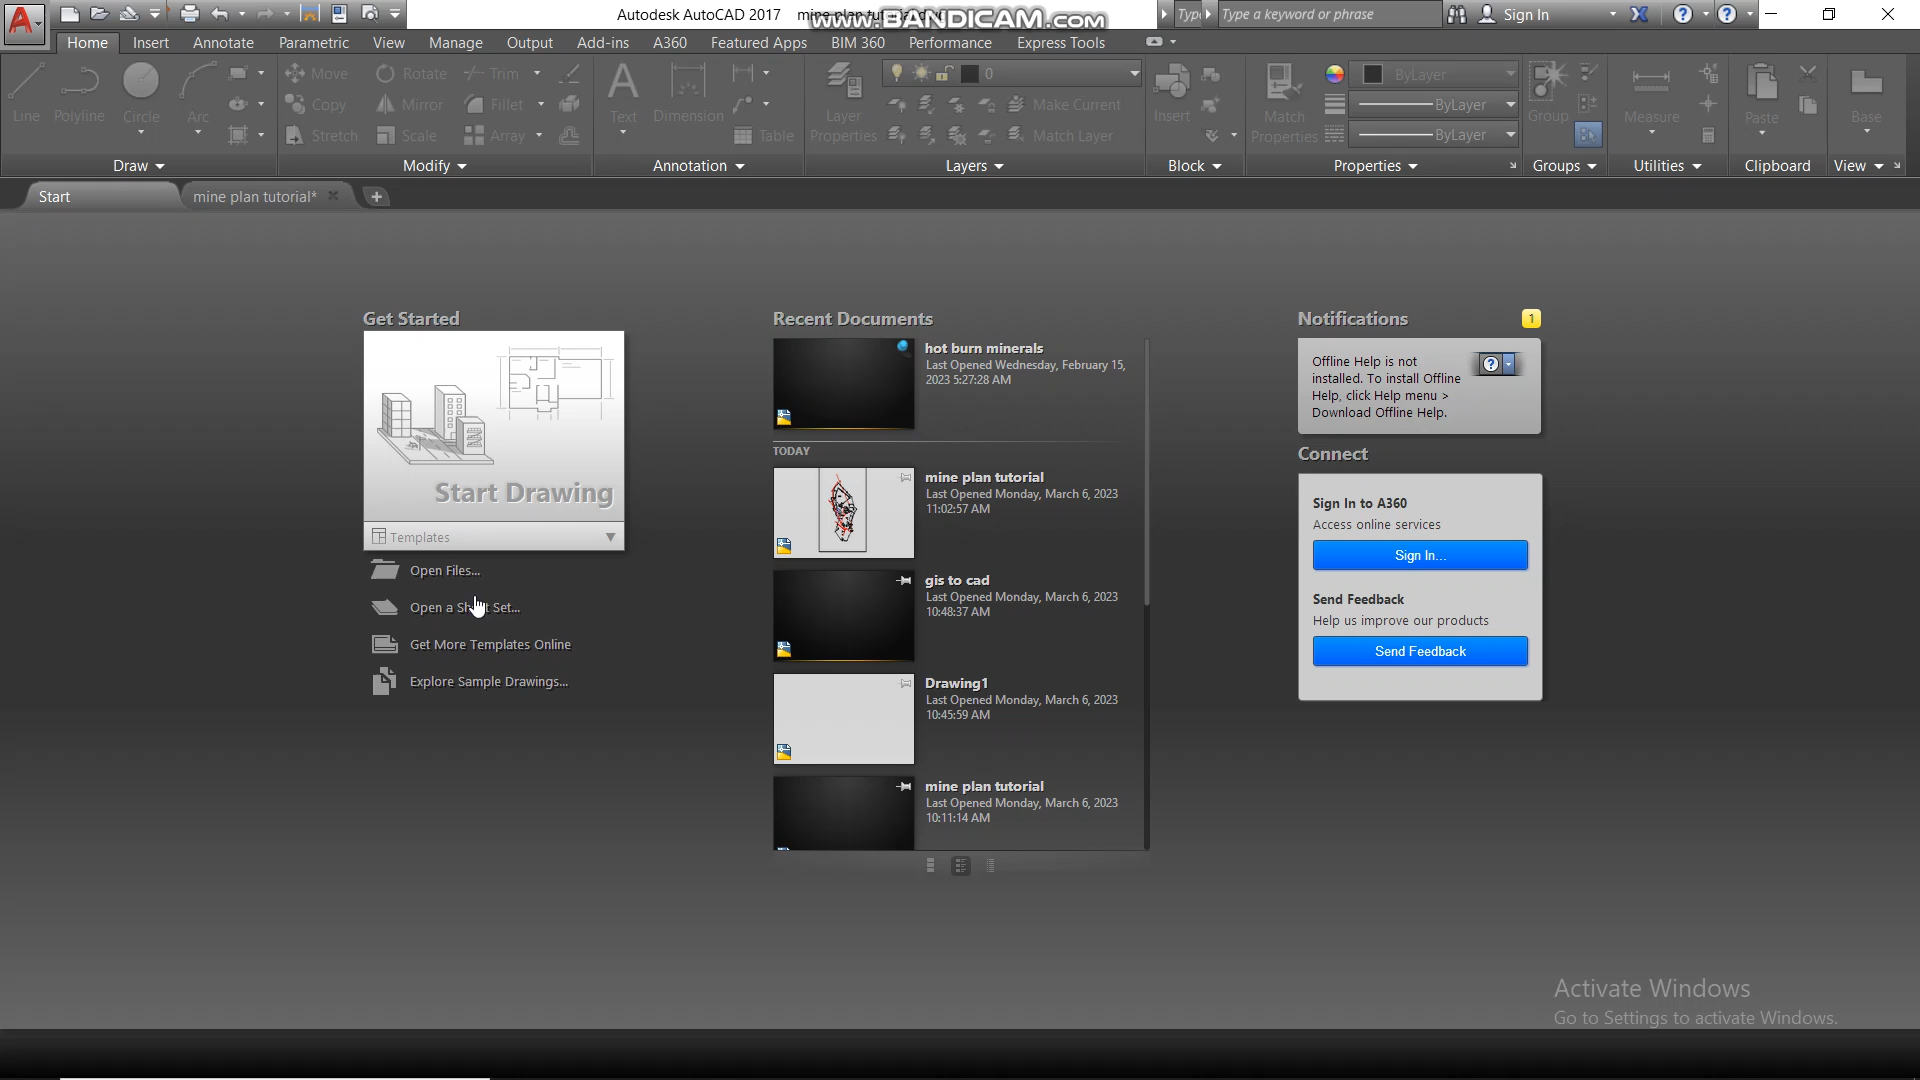 Autodesk AutoCAD 2017 mine plan
www.BANDICAM.com
Type a keyword or phrase
Sign In
Home Insert Annotate Parametric View Manage Output Add-ins A360 Featured Apps BIM 360 Performance Express Tools
Line Polyline Circle Arc
Move Rotate Trim
Copy Mirror Fillet
Stretch Scale Array
Text Dimension
Table
Layer Properties
0
Make Current
Match Layer
Insert
Match Properties
ByLayer
ByLayer
ByLayer
Group
Measure
Paste
Base
Draw Modify Annotation Layers Block Properties Groups Utilities Clipboard View
Start mine plan tutorial*
Get Started
Start Drawing
Templates
Open Files...
Open a Sheet Set...
Get More Templates Online
Explore Sample Drawings...
Recent Documents
hot burn minerals
Last Opened Wednesday, February 15,
2023 5:27:28 AM
TODAY
mine plan tutorial
Last Opened Monday, March 6, 2023
11:02:57 AM
gis to cad
Last Opened Monday, March 6, 2023
10:48:37 AM
Drawing1
Last Opened Monday, March 6, 2023
10:45:59 AM
mine plan tutorial
Last Opened Monday, March 6, 2023
10:11:14 AM
Notifications 1
Offline Help is not
installed. To install Offline
Help, click Help menu >
Download Offline Help.
Connect
Sign In to A360
Access online services
Sign In...
Send Feedback
Help us improve our products
Send Feedback
Activate Windows
Go to Settings to activate Windows.